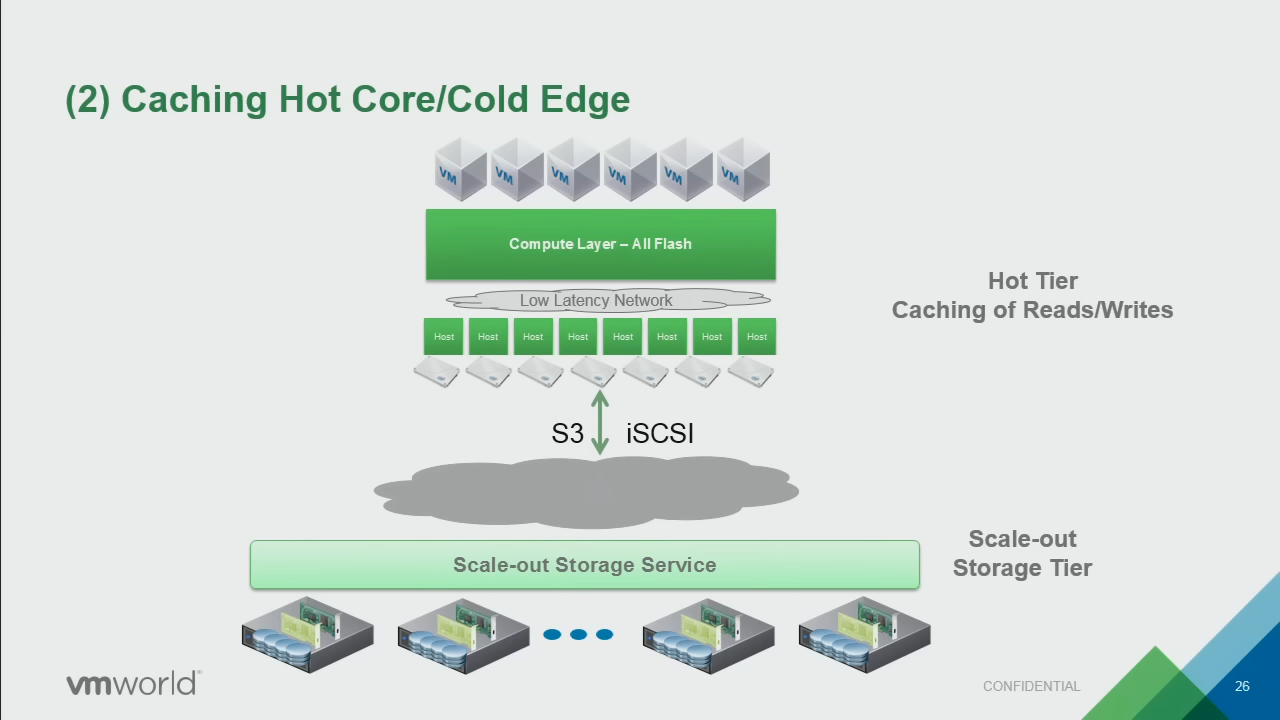 (2) Caching Hot Core/Cold Edge
VM VM VM VM VM VM
Compute Layer – All Flash
Low Latency Network
Host Host Host Host Host Host Host Host
Hot Tier
Caching of Reads/Writes
S3 iSCSI
Scale-out Storage Service
Scale-out
Storage Tier
vmworld®
CONFIDENTIAL
26